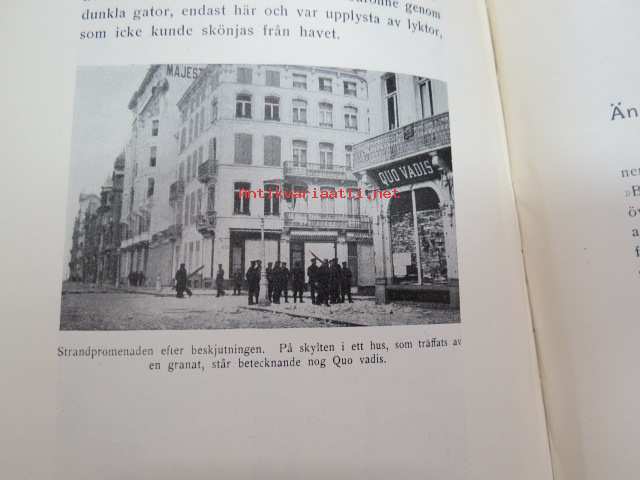 dunkla gator, endast här och var upplysta av lyktor,
som icke kunde skönjas från havet.
MAJEST
QUO VADIS
Antikvariaatti.net
Strandpromenaden efter beskjutningen. På skylten i ett hus, som träffats av
en granat, står betecknande nog Quo vadis.
Än
ner
»B
öv
a
f